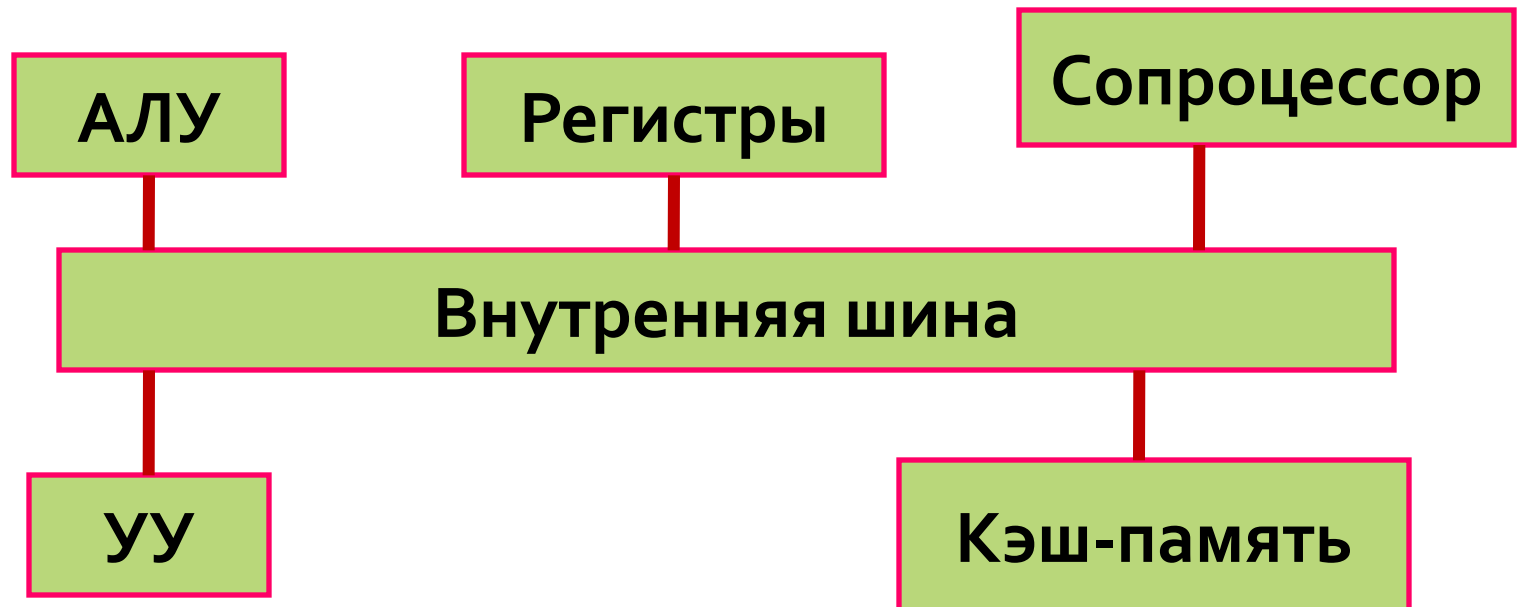 АЛУ
Регистры
Сопроцессор
Внутренняя шина
УУ
Кэш-память